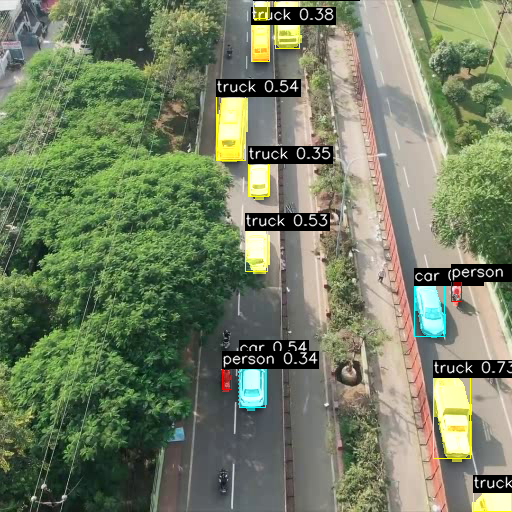 truck 0.38
truck 0.54
truck 0.35
truck 0.53
car
person
car 0.54
person 0.34
truck 0.73
truck